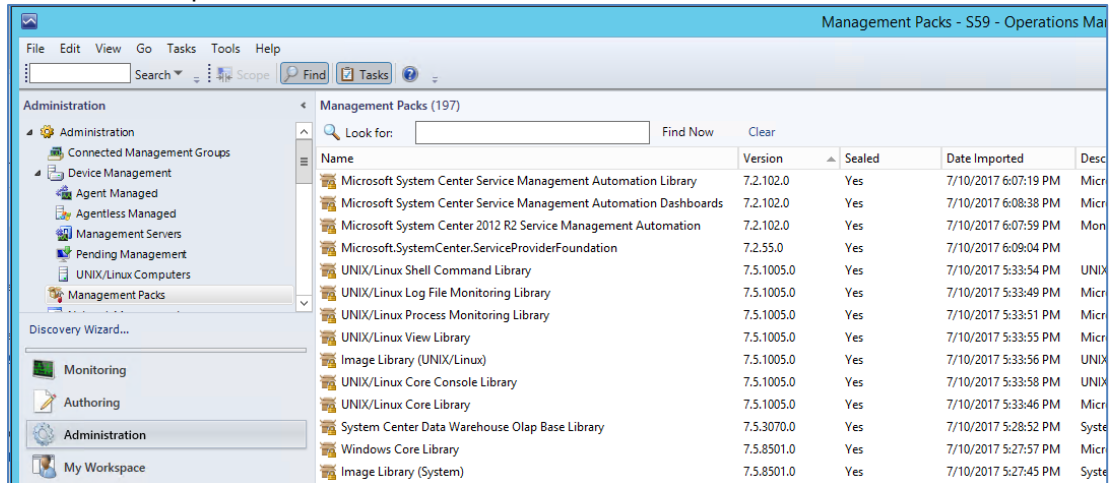 Management Packs - S59 - Operations Ma
File Edit View Go Tasks Tools Help
Search Scope Find Tasks
Administration
Administration
Connected Management Groups
Device Management
Agent Managed
Agentless Managed
Management Servers
Pending Management
UNIX/Linux Computers
Management Packs
Discovery Wizard...
Monitoring
Authoring
Administration
My Workspace
Management Packs (197)
Look for: Find Now Clear
Name Version Sealed Date Imported Desc
Microsoft System Center Service Management Automation Library 7.2.102.0 Yes 7/10/2017 6:07:19 PM Micr
Microsoft System Center Service Management Automation Dashboards 7.2.102.0 Yes 7/10/2017 6:08:38 PM Micr
Microsoft System Center 2012 R2 Service Management Automation 7.2.102.0 Yes 7/10/2017 6:07:59 PM Mon
Microsoft.SystemCenter.ServiceProviderFoundation 7.2.55.0 Yes 7/10/2017 6:09:04 PM
UNIX/Linux Shell Command Library 7.5.1005.0 Yes 7/10/2017 5:33:54 PM UNIX
UNIX/Linux Log File Monitoring Library 7.5.1005.0 Yes 7/10/2017 5:33:49 PM Micr
UNIX/Linux Process Monitoring Library 7.5.1005.0 Yes 7/10/2017 5:33:51 PM Micr
UNIX/Linux View Library 7.5.1005.0 Yes 7/10/2017 5:33:55 PM Micr
Image Library (UNIX/Linux) 7.5.1005.0 Yes 7/10/2017 5:33:56 PM UNIX
UNIX/Linux Core Console Library 7.5.1005.0 Yes 7/10/2017 5:33:58 PM UNIX
UNIX/Linux Core Library 7.5.1005.0 Yes 7/10/2017 5:33:46 PM Micr
System Center Data Warehouse Olap Base Library 7.5.3070.0 Yes 7/10/2017 5:28:52 PM Syste
Windows Core Library 7.5.8501.0 Yes 7/10/2017 5:27:57 PM Micr
Image Library (System) 7.5.8501.0 Yes 7/10/2017 5:27:45 PM Syste